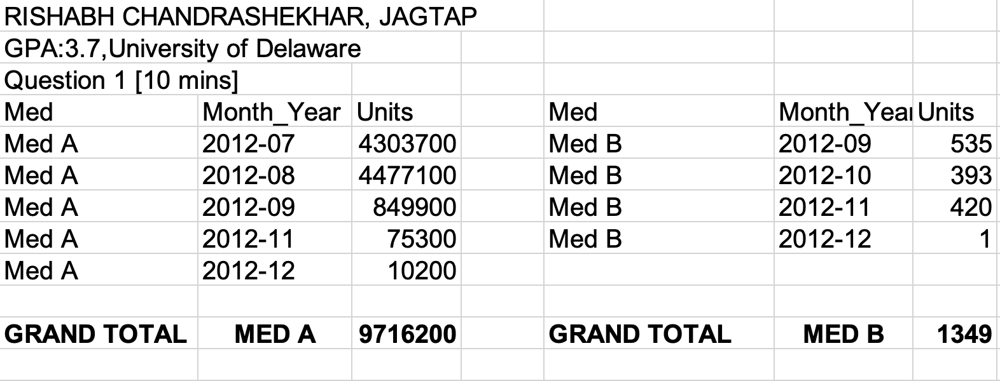 RISHABH CHANDRASHEKHAR, JAGTAP
GPA:3.7,University of Delaware
Question 1 [10 mins]
Med Month_Year Units Med Month_Year Units
Med A 2012-07 4303700 Med B 2012-09 535
Med A 2012-08 4477100 Med B 2012-10 393
Med A 2012-09 849900 Med B 2012-11 420
Med A 2012-11 75300 Med B 2012-12 1
Med A 2012-12 10200
GRAND TOTAL MED A 9716200 GRAND TOTAL MED B 1349